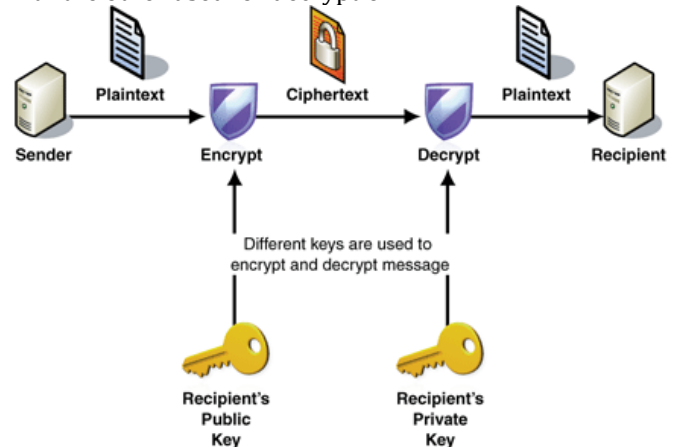 Plaintext
Ciphertext
Plaintext
Sender
Encrypt
Decrypt
Recipient
Different keys are used to
encrypt and decrypt message
Recipient's
Public
Key
Recipient's
Private
Key